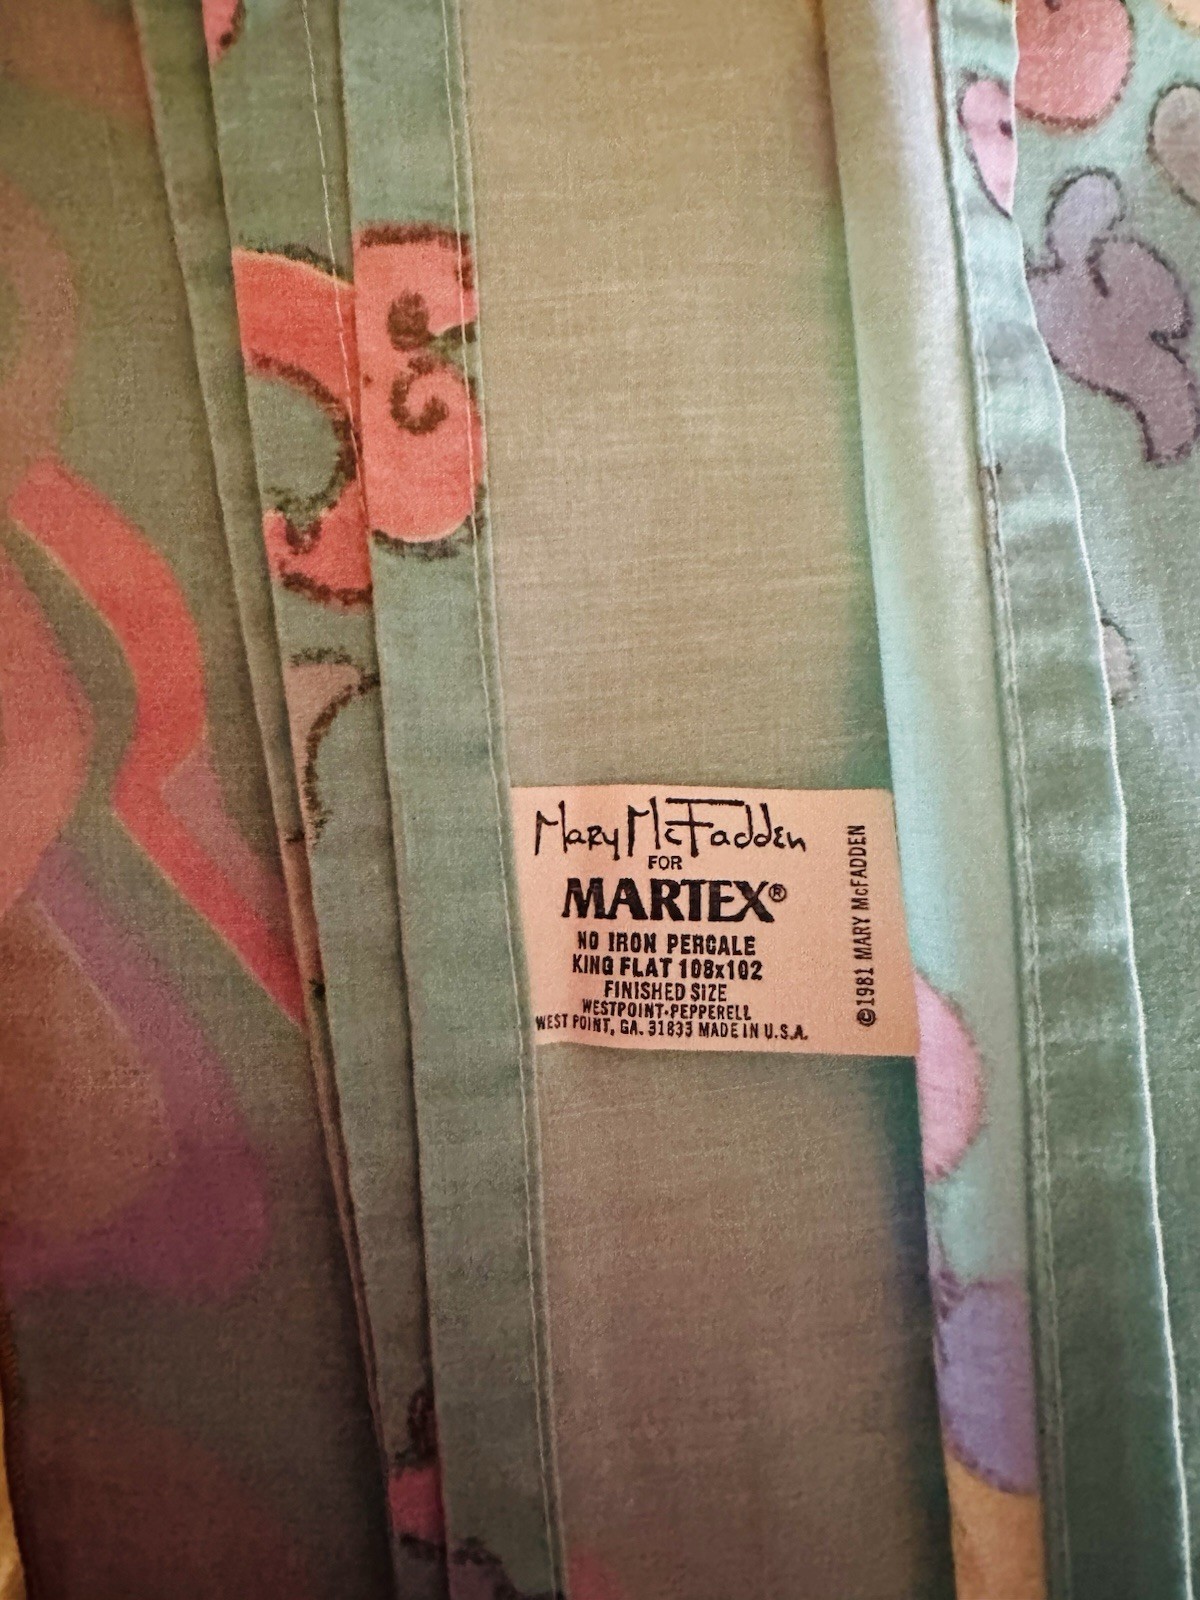 Mary McFadden
FOR
MARTEX®
NO IRON PERCALE
KING FLAT 108x102
FINISHED SIZE
WESTPOINT-PEPPERELL
WEST POINT, GA. 31833 MADE IN U.S.A.
©1981 MARY McFADDEN